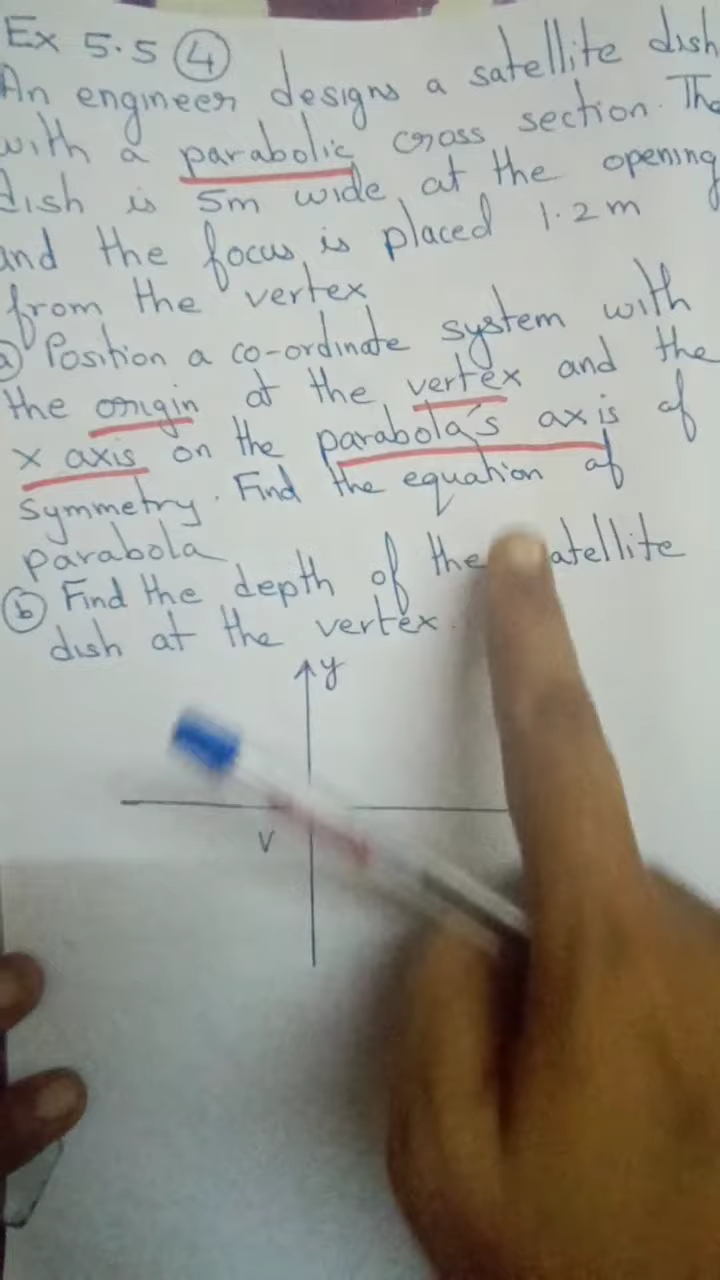 Ex 5.5 ④
An engineer designs a satellite dish
with a parabolic cross section. The
dish is 5m wide at the opening
and the focus is placed 1.2 m
from the vertex
ⓐ Position a co-ordinate system with
the origin at the vertex and the
x axis on the parabola's axis of
symmetry. Find the equation of
parabola
ⓑ Find the depth of the satellite
dish at the vertex.
y
V